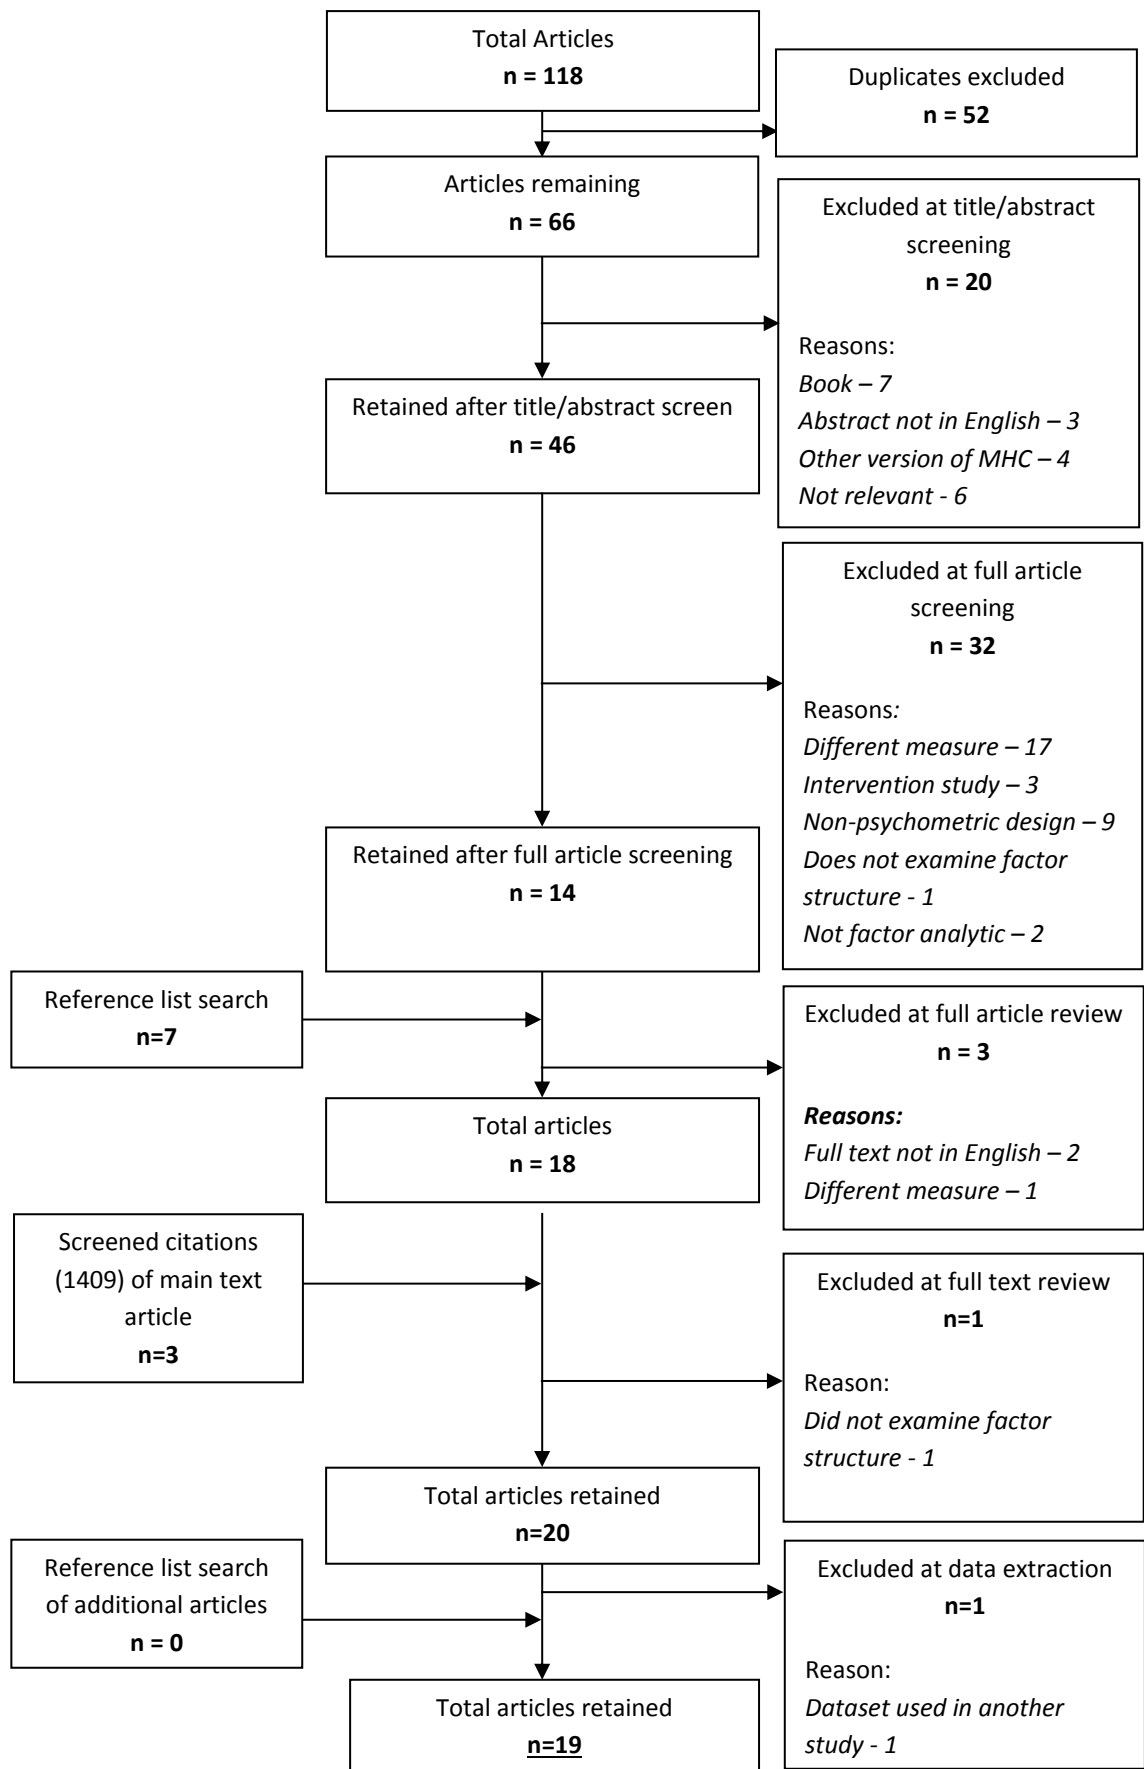 Total Articles
n = 118
Duplicates excluded
n = 52
Articles remaining
n = 66
Excluded at title/abstract
screening
n = 20
Reasons:
Book – 7
Abstract not in English – 3
Other version of MHC – 4
Not relevant - 6
Retained after title/abstract screen
n = 46
Excluded at full article
screening
n = 32
Reasons:
Different measure – 17
Intervention study – 3
Non-psychometric design – 9
Does not examine factor
structure - 1
Not factor analytic – 2
Retained after full article screening
n = 14
Reference list search
n=7
Excluded at full article review
n = 3
Reasons:
Full text not in English – 2
Different measure – 1
Total articles
n = 18
Screened citations
(1409) of main text
article
n=3
Excluded at full text review
n=1
Reason:
Did not examine factor
structure - 1
Total articles retained
n=20
Reference list search
of additional articles
n = 0
Excluded at data extraction
n=1
Reason:
Dataset used in another
study - 1
Total articles retained
n=19